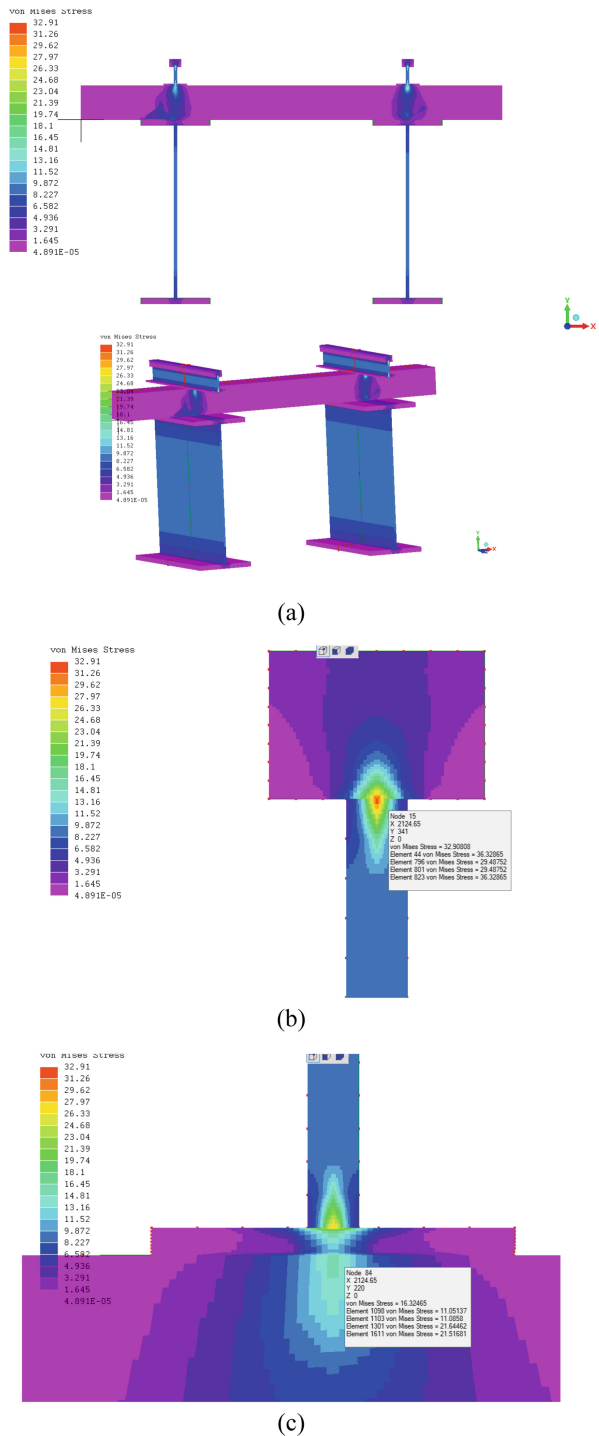 von Mises Stress
32.91
31.26
29.62
27.97
26.33
24.68
23.04
21.39
19.74
18.1
16.45
14.81
13.16
11.52
9.872
8.227
6.582
4.936
3.291
1.645
4.891E-05
Y
X
von Mises Stress
32.91
31.26
29.62
27.97
26.33
24.68
23.04
21.39
19.74
18.1
16.45
14.81
13.16
11.52
9.872
8.227
6.582
4.936
3.291
1.645
4.891E-05
Y
X
(a)
von Mises Stress
32.91
31.26
29.62
27.97
26.33
24.68
23.04
21.39
19.74
18.1
16.45
14.81
13.16
11.52
9.872
8.227
6.582
4.936
3.291
1.645
4.891E-05
Node 15
X 2124.65
Y 341
Z 0
von Mises Stress = 32.90808
Element 44 von Mises Stress = 36.32865
Element 796 von Mises Stress = 29.48752
Element 801 von Mises Stress = 29.48752
Element 823 von Mises Stress = 36.32865
(b)
von Mises Stress
32.91
31.26
29.62
27.97
26.33
24.68
23.04
21.39
19.74
18.1
16.45
14.81
13.16
11.52
9.872
8.227
6.582
4.936
3.291
1.645
4.891E-05
Node 84
X 2124.65
Y 220
Z 0
von Mises Stress = 16.32465
Element 1098 von Mises Stress = 11.05137
Element 1103 von Mises Stress = 11.0858
Element 1301 von Mises Stress = 21.64462
Element 1611 von Mises Stress = 21.51681
(c)